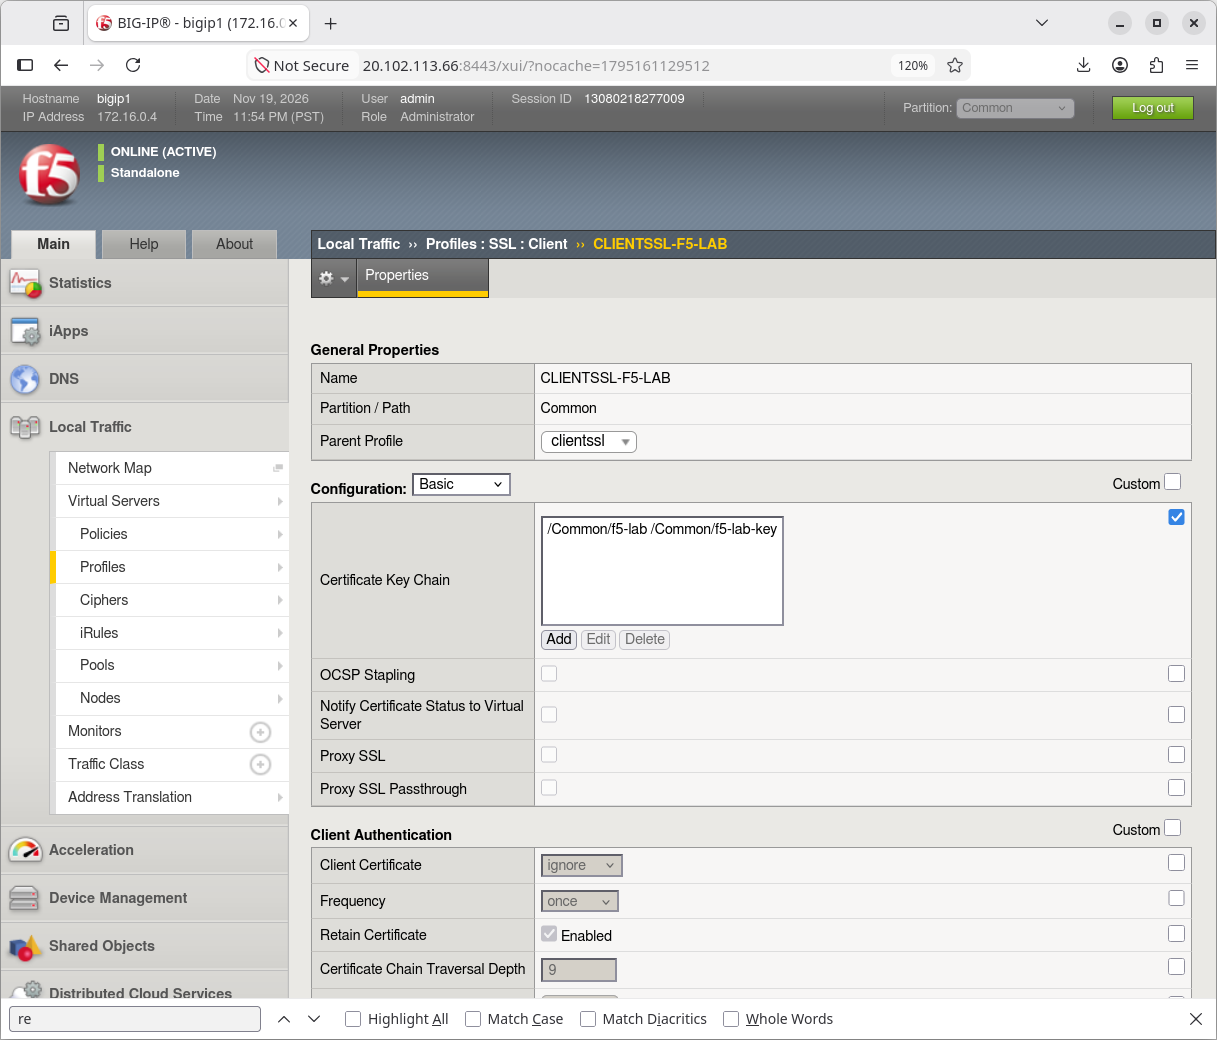 BIG-IP® - bigip1 (172.16.0
Not Secure 20.102.113.66:8443/xui/?nocache=1795161129512 120%
Hostname bigip1 Date Nov 19, 2026 User admin Session ID 13080218277009
IP Address 172.16.0.4 Time 11:54 PM (PST) Role Administrator
Partition: Common Log out
f5
ONLINE (ACTIVE)
Standalone
Main Help About
Local Traffic ›› Profiles : SSL : Client ›› CLIENTSSL-F5-LAB
Properties
Statistics
iApps
DNS
Local Traffic
Network Map
Virtual Servers
Policies
Profiles
Ciphers
iRules
Pools
Nodes
Monitors
Traffic Class
Address Translation
Acceleration
Device Management
Shared Objects
Distributed Cloud Services
General Properties
Name CLIENTSSL-F5-LAB
Partition / Path Common
Parent Profile clientssl
Configuration: Basic Custom
Certificate Key Chain
/Common/f5-lab /Common/f5-lab-key
Add Edit Delete
OCSP Stapling
Notify Certificate Status to Virtual
Server
Proxy SSL
Proxy SSL Passthrough
Client Authentication Custom
Client Certificate ignore
Frequency once
Retain Certificate Enabled
Certificate Chain Traversal Depth 9
re Highlight All Match Case Match Diacritics Whole Words